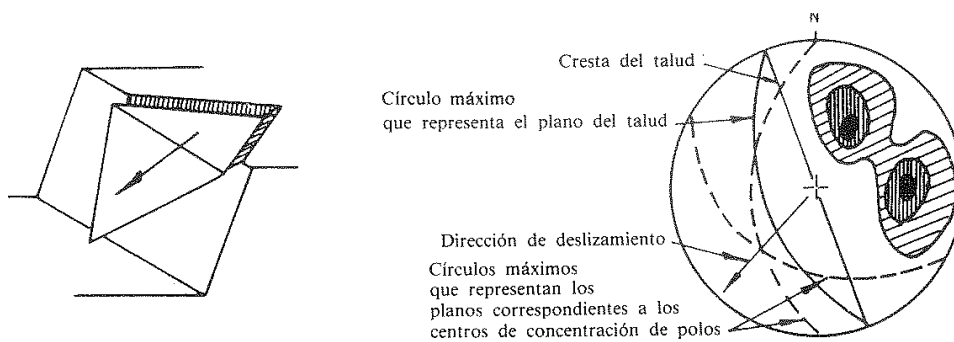 N
Cresta del talud
Círculo máximo
que representa el plano del talud
Dirección de deslizamiento
Círculos máximos
que representan los
planos correspondientes a los
centros de concentración de polos